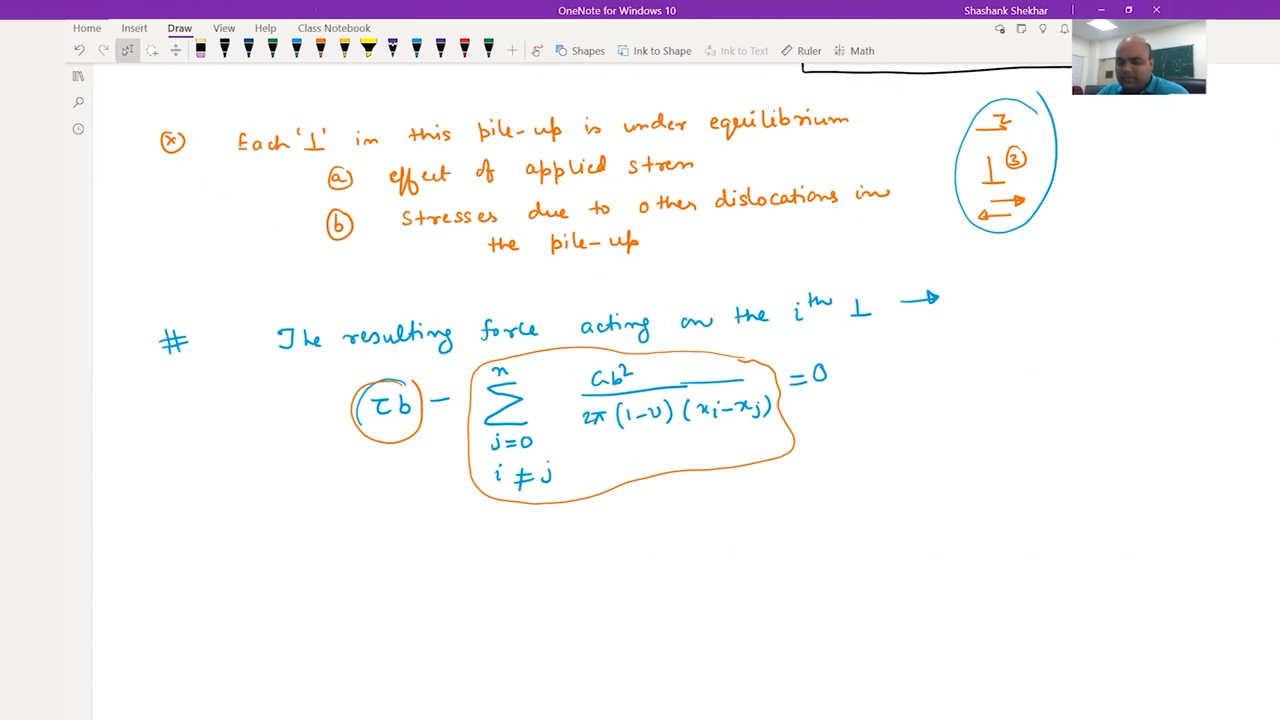 OneNote for Windows 10
Shashank Shekhar
Home Insert Draw View Help Class Notebook
Shapes Ink to Shape Ink to Text Ruler Math
(x) Each '⊥' in this pile-up is under equilibrium
(a) effect of applied stress
(b) stresses due to other dislocations in
the pile-up
τ
⊥ (3)
→
←
# The resulting force acting on the i^th ⊥ →
(τb) - Σ_{j=0, i≠j}^{n} Gb² / 2π(1-ν)(xi-xj) = 0